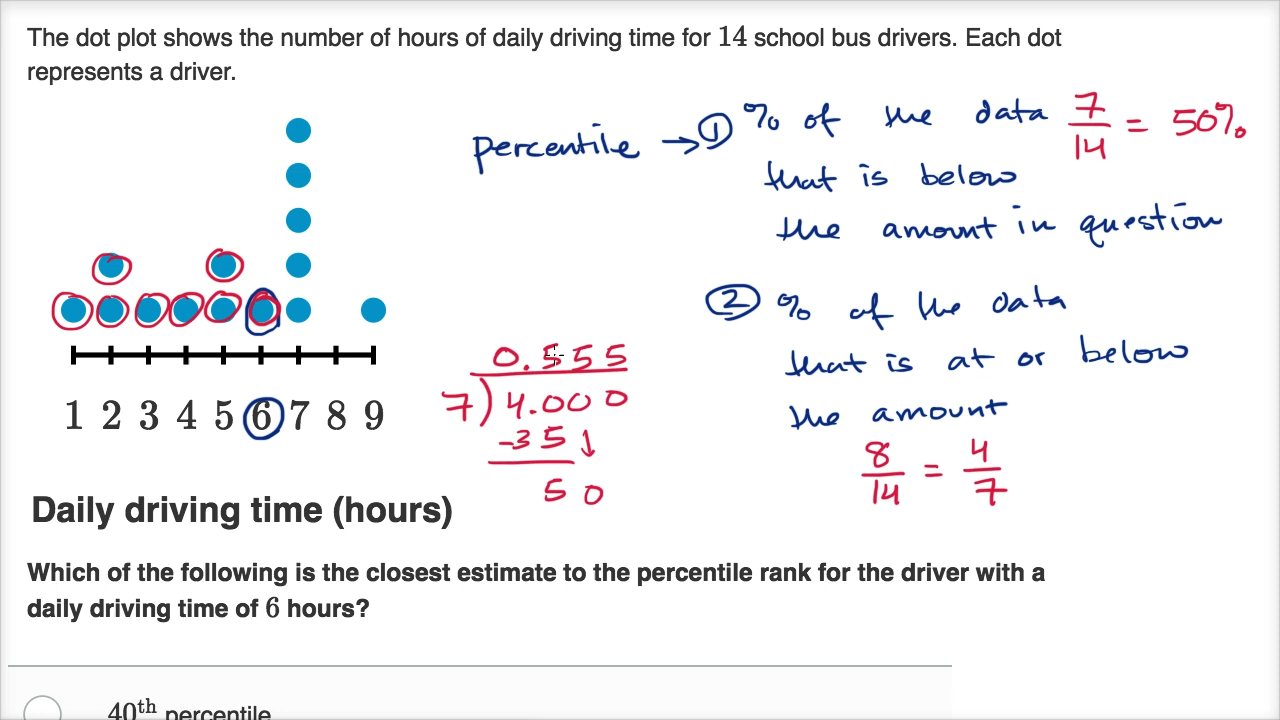 The dot plot shows the number of hours of daily driving time for 14 school bus drivers. Each dot
represents a driver.
percentile → ① % of the data 7/14 = 50%
that is below
the amount in question
② % of the data
that is at or below
the amount
8/14 = 4/7
0.555
7)4.000
-35↓
50
1 2 3 4 5 6 7 8 9
Daily driving time (hours)
Which of the following is the closest estimate to the percentile rank for the driver with a
daily driving time of 6 hours?
40th percentile